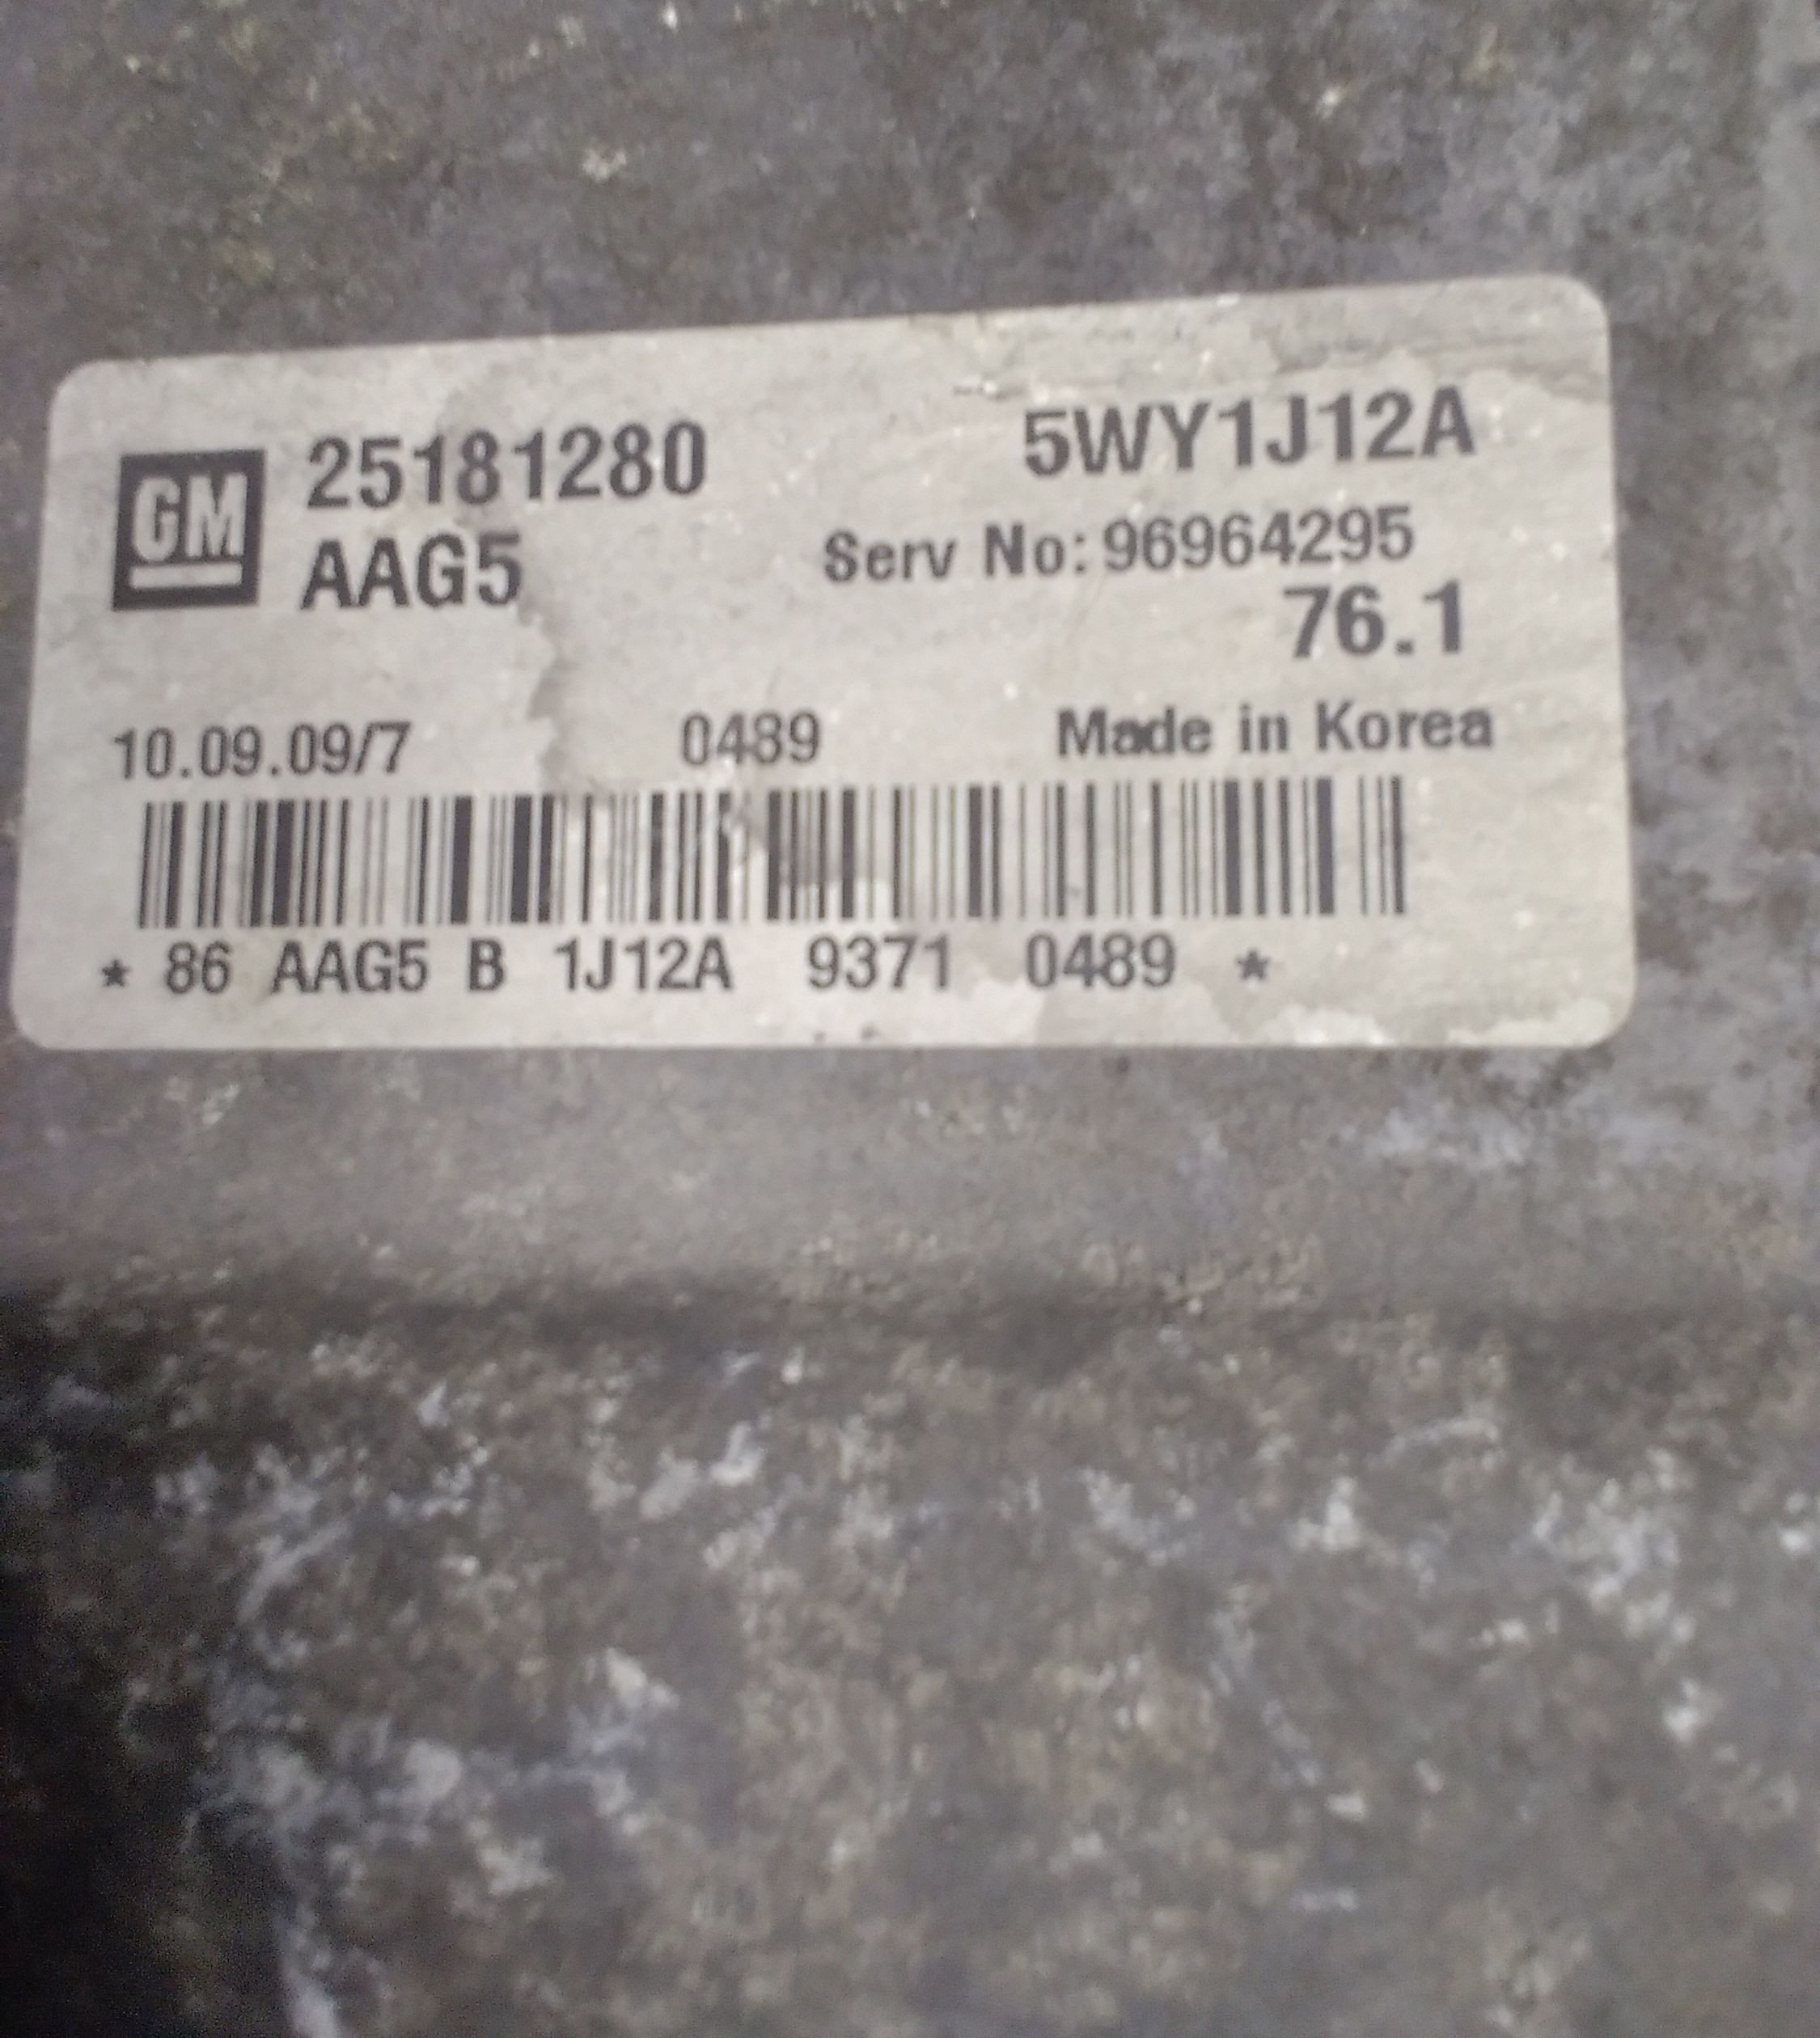 GM 25181280 5WY1J12A
AAG5 Serv No: 96964295
76.1
10.09.09/7 0489 Made in Korea
* 86 AAG5 B 1J12A 9371 0489 *